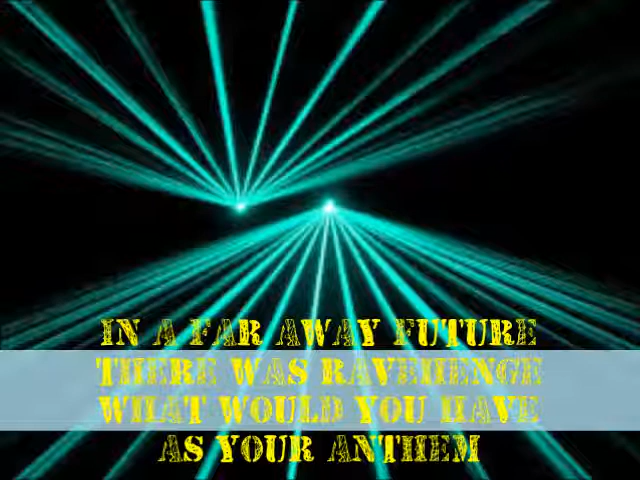 IN A FAR AWAY FUTURE
THERE WAS RAVEHENGE
WHAT WOULD YOU HAVE
AS YOUR ANTHEM